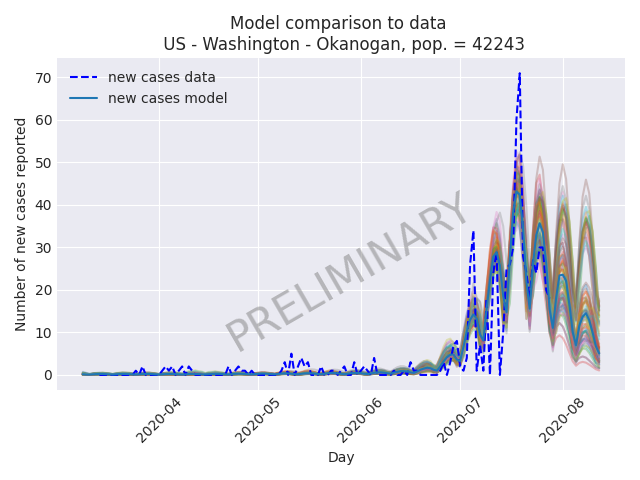 Model comparison to data
US - Washington - Okanogan, pop. = 42243
new cases data
new cases model
Number of new cases reported
70
60
50
40
30
20
10
0
PRELIMINARY
2020-04
2020-05
2020-06
2020-07
2020-08
Day